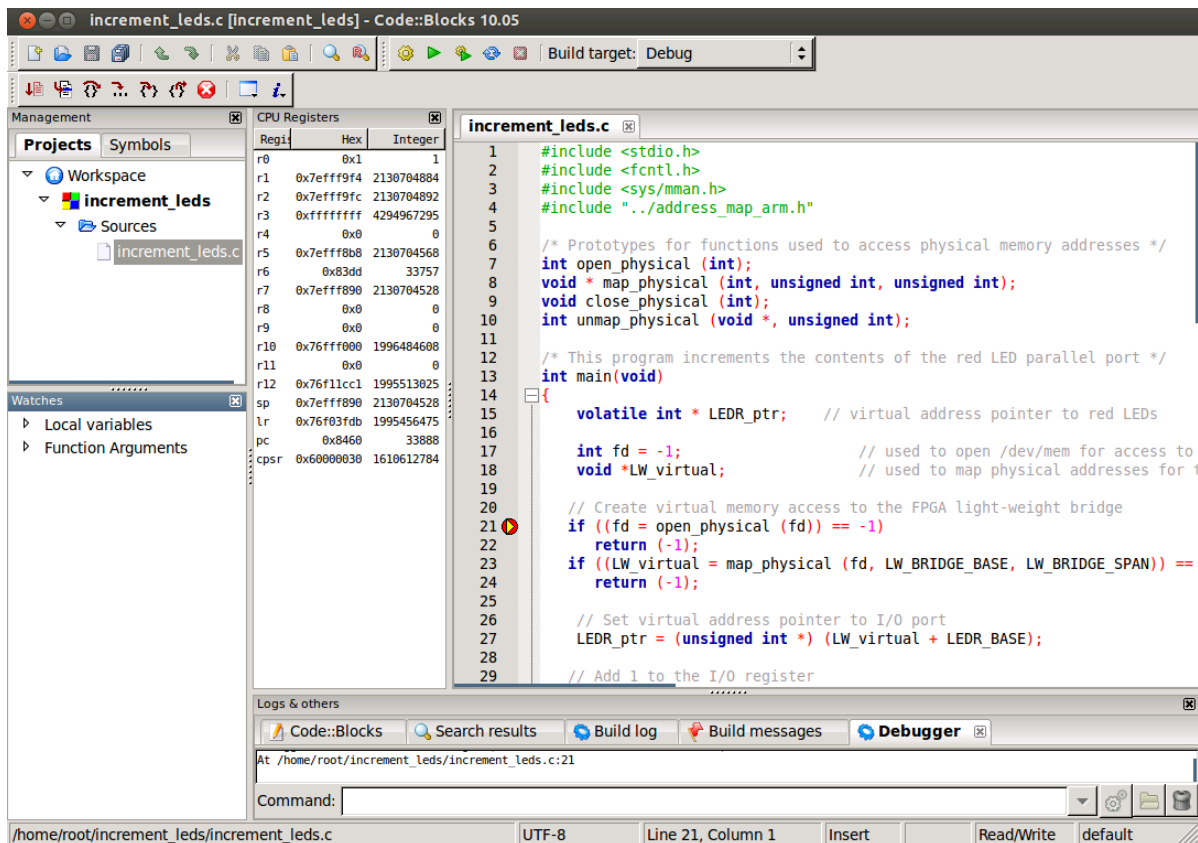 increment_leds.c [increment_leds] - Code::Blocks 10.05
Build target: Debug
Management
Projects Symbols
Workspace
increment_leds
Sources
increment_leds.c
Watches
Local variables
Function Arguments
CPU Registers
Regis Hex Integer
r0 0x1 1
r1 0x7efff9f4 2130704884
r2 0x7efff9fc 2130704892
r3 0xffffffff 4294967295
r4 0x0 0
r5 0x7efff8b8 2130704568
r6 0x83dd 33757
r7 0x7efff890 2130704528
r8 0x0 0
r9 0x0 0
r10 0x76fff000 1996484608
r11 0x0 0
r12 0x76f11cc1 1995513025
sp 0x7efff890 2130704528
lr 0x76f03fdb 1995456475
pc 0x8460 33888
cpsr 0x60000030 1610612784
increment_leds.c
1 #include <stdio.h>
2 #include <fcntl.h>
3 #include <sys/mman.h>
4 #include "../address_map_arm.h"
5
6 /* Prototypes for functions used to access physical memory addresses */
7 int open_physical (int);
8 void * map_physical (int, unsigned int, unsigned int);
9 void close_physical (int);
10 int unmap_physical (void *, unsigned int);
11
12 /* This program increments the contents of the red LED parallel port */
13 int main(void)
14 {
15 volatile int * LEDR_ptr; // virtual address pointer to red LEDs
16
17 int fd = -1; // used to open /dev/mem for access to
18 void *LW_virtual; // used to map physical addresses for t
19
20 // Create virtual memory access to the FPGA light-weight bridge
21 if ((fd = open_physical (fd)) == -1)
22 return (-1);
23 if ((LW_virtual = map_physical (fd, LW_BRIDGE_BASE, LW_BRIDGE_SPAN)) ==
24 return (-1);
25
26 // Set virtual address pointer to I/O port
27 LEDR_ptr = (unsigned int *) (LW_virtual + LEDR_BASE);
28
29 // Add 1 to the I/O register
Logs & others
Code::Blocks Search results Build log Build messages Debugger
At /home/root/increment_leds/increment_leds.c:21
Command:
/home/root/increment_leds/increment_leds.c UTF-8 Line 21, Column 1 Insert Read/Write default